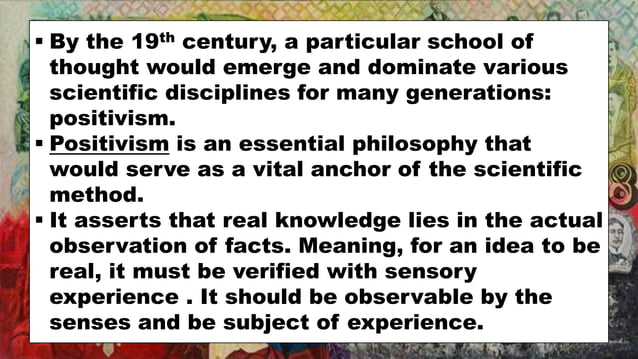 ▪ By the 19th century, a particular school of
thought would emerge and dominate various
scientific disciplines for many generations:
positivism.
▪ Positivism is an essential philosophy that
would serve as a vital anchor of the scientific
method.
▪ It asserts that real knowledge lies in the actual
observation of facts. Meaning, for an idea to be
real, it must be verified with sensory
experience . It should be observable by the
senses and be subject of experience.